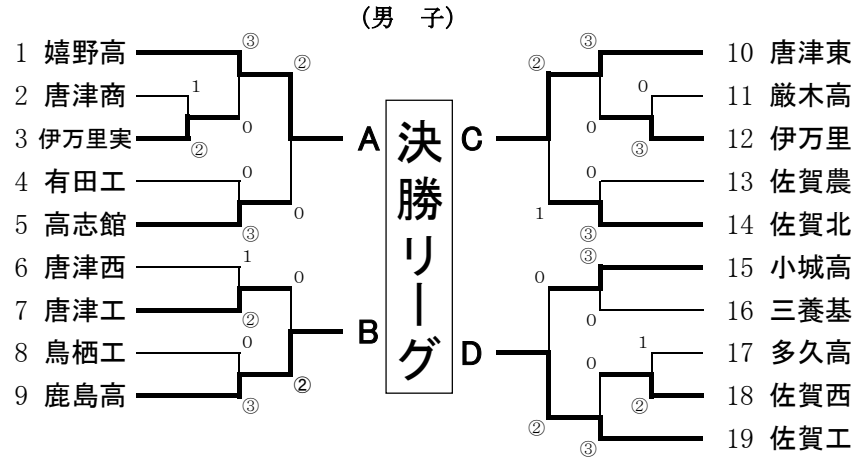 (男 子)
1 嬉野高
2 唐津商
3 伊万里実
4 有田工
5 高志館
6 唐津西
7 唐津工
8 鳥栖工
9 鹿島高
③
②
1
0
②
0
0
③
1
0
②
0
②
③
A
B
決勝リーグ
C
D
③
②
0
0
③
0
1
③
③
0
0
1
0
②
②
③
10 唐津東
11 厳木高
12 伊万里
13 佐賀農
14 佐賀北
15 小城高
16 三養基
17 多久高
18 佐賀西
19 佐賀工